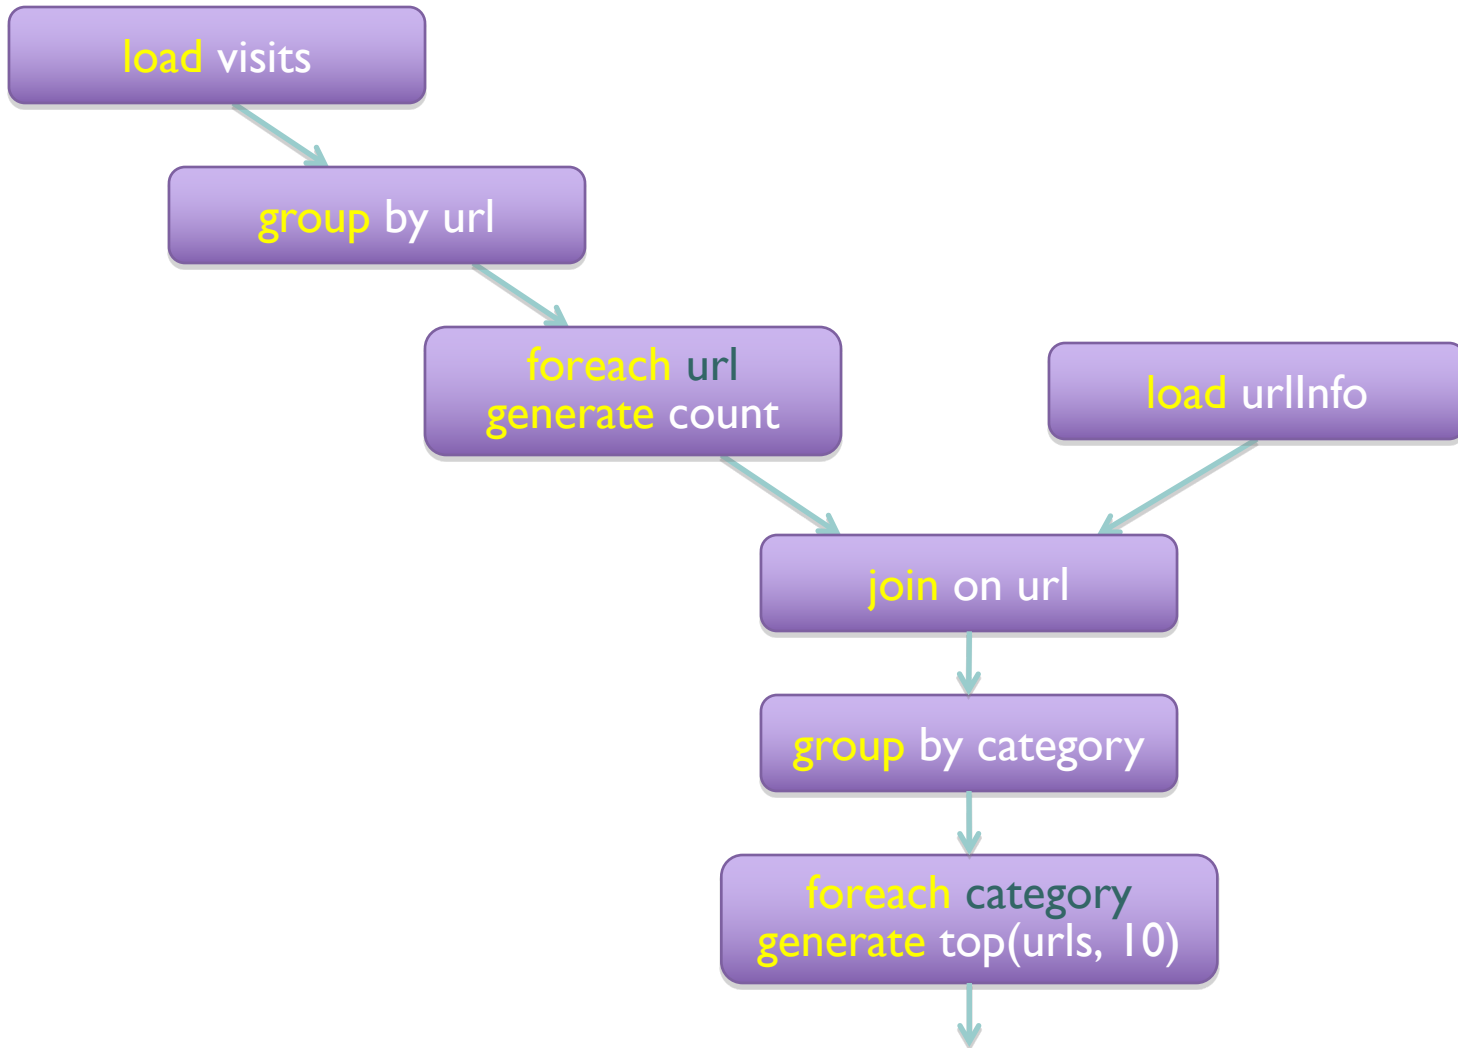 load visits
group by url
foreach url
generate count
load urlInfo
join on url
group by category
foreach category
generate top(urls, 10)